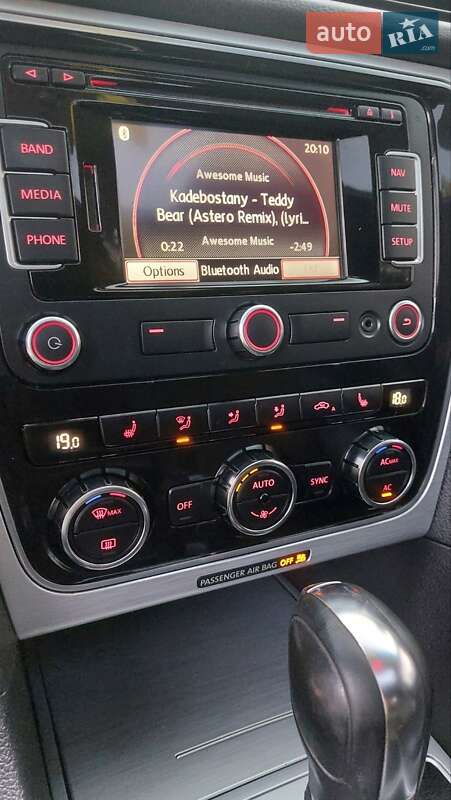 auto RIA
.com
BAND
MEDIA
PHONE
20:10
Awesome Music
Kadebostany - Teddy
Bear (Astero Remix), (lyri...
0:22 Awesome Music -2:49
Options Bluetooth Audio
NAV
MUTE
SETUP
19.0
18.0
A
MAX
OFF
AUTO
SYNC
AC MAX
AC
PASSENGER AIR BAG OFF